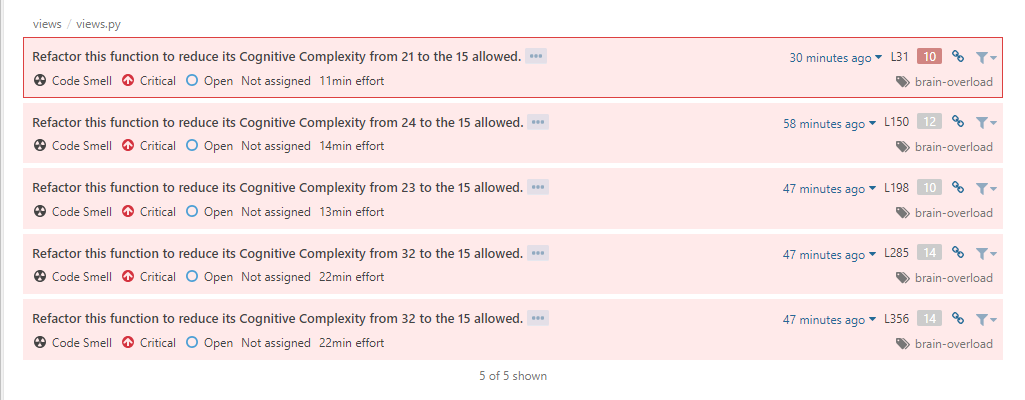 views / views.py
Refactor this function to reduce its Cognitive Complexity from 21 to the 15 allowed. ••• 30 minutes ago L31 10
Code Smell Critical Open Not assigned 11min effort brain-overload
Refactor this function to reduce its Cognitive Complexity from 24 to the 15 allowed. ••• 58 minutes ago L150 12
Code Smell Critical Open Not assigned 14min effort brain-overload
Refactor this function to reduce its Cognitive Complexity from 23 to the 15 allowed. ••• 47 minutes ago L198 10
Code Smell Critical Open Not assigned 13min effort brain-overload
Refactor this function to reduce its Cognitive Complexity from 32 to the 15 allowed. ••• 47 minutes ago L285 14
Code Smell Critical Open Not assigned 22min effort brain-overload
Refactor this function to reduce its Cognitive Complexity from 32 to the 15 allowed. ••• 47 minutes ago L356 14
Code Smell Critical Open Not assigned 22min effort brain-overload
5 of 5 shown